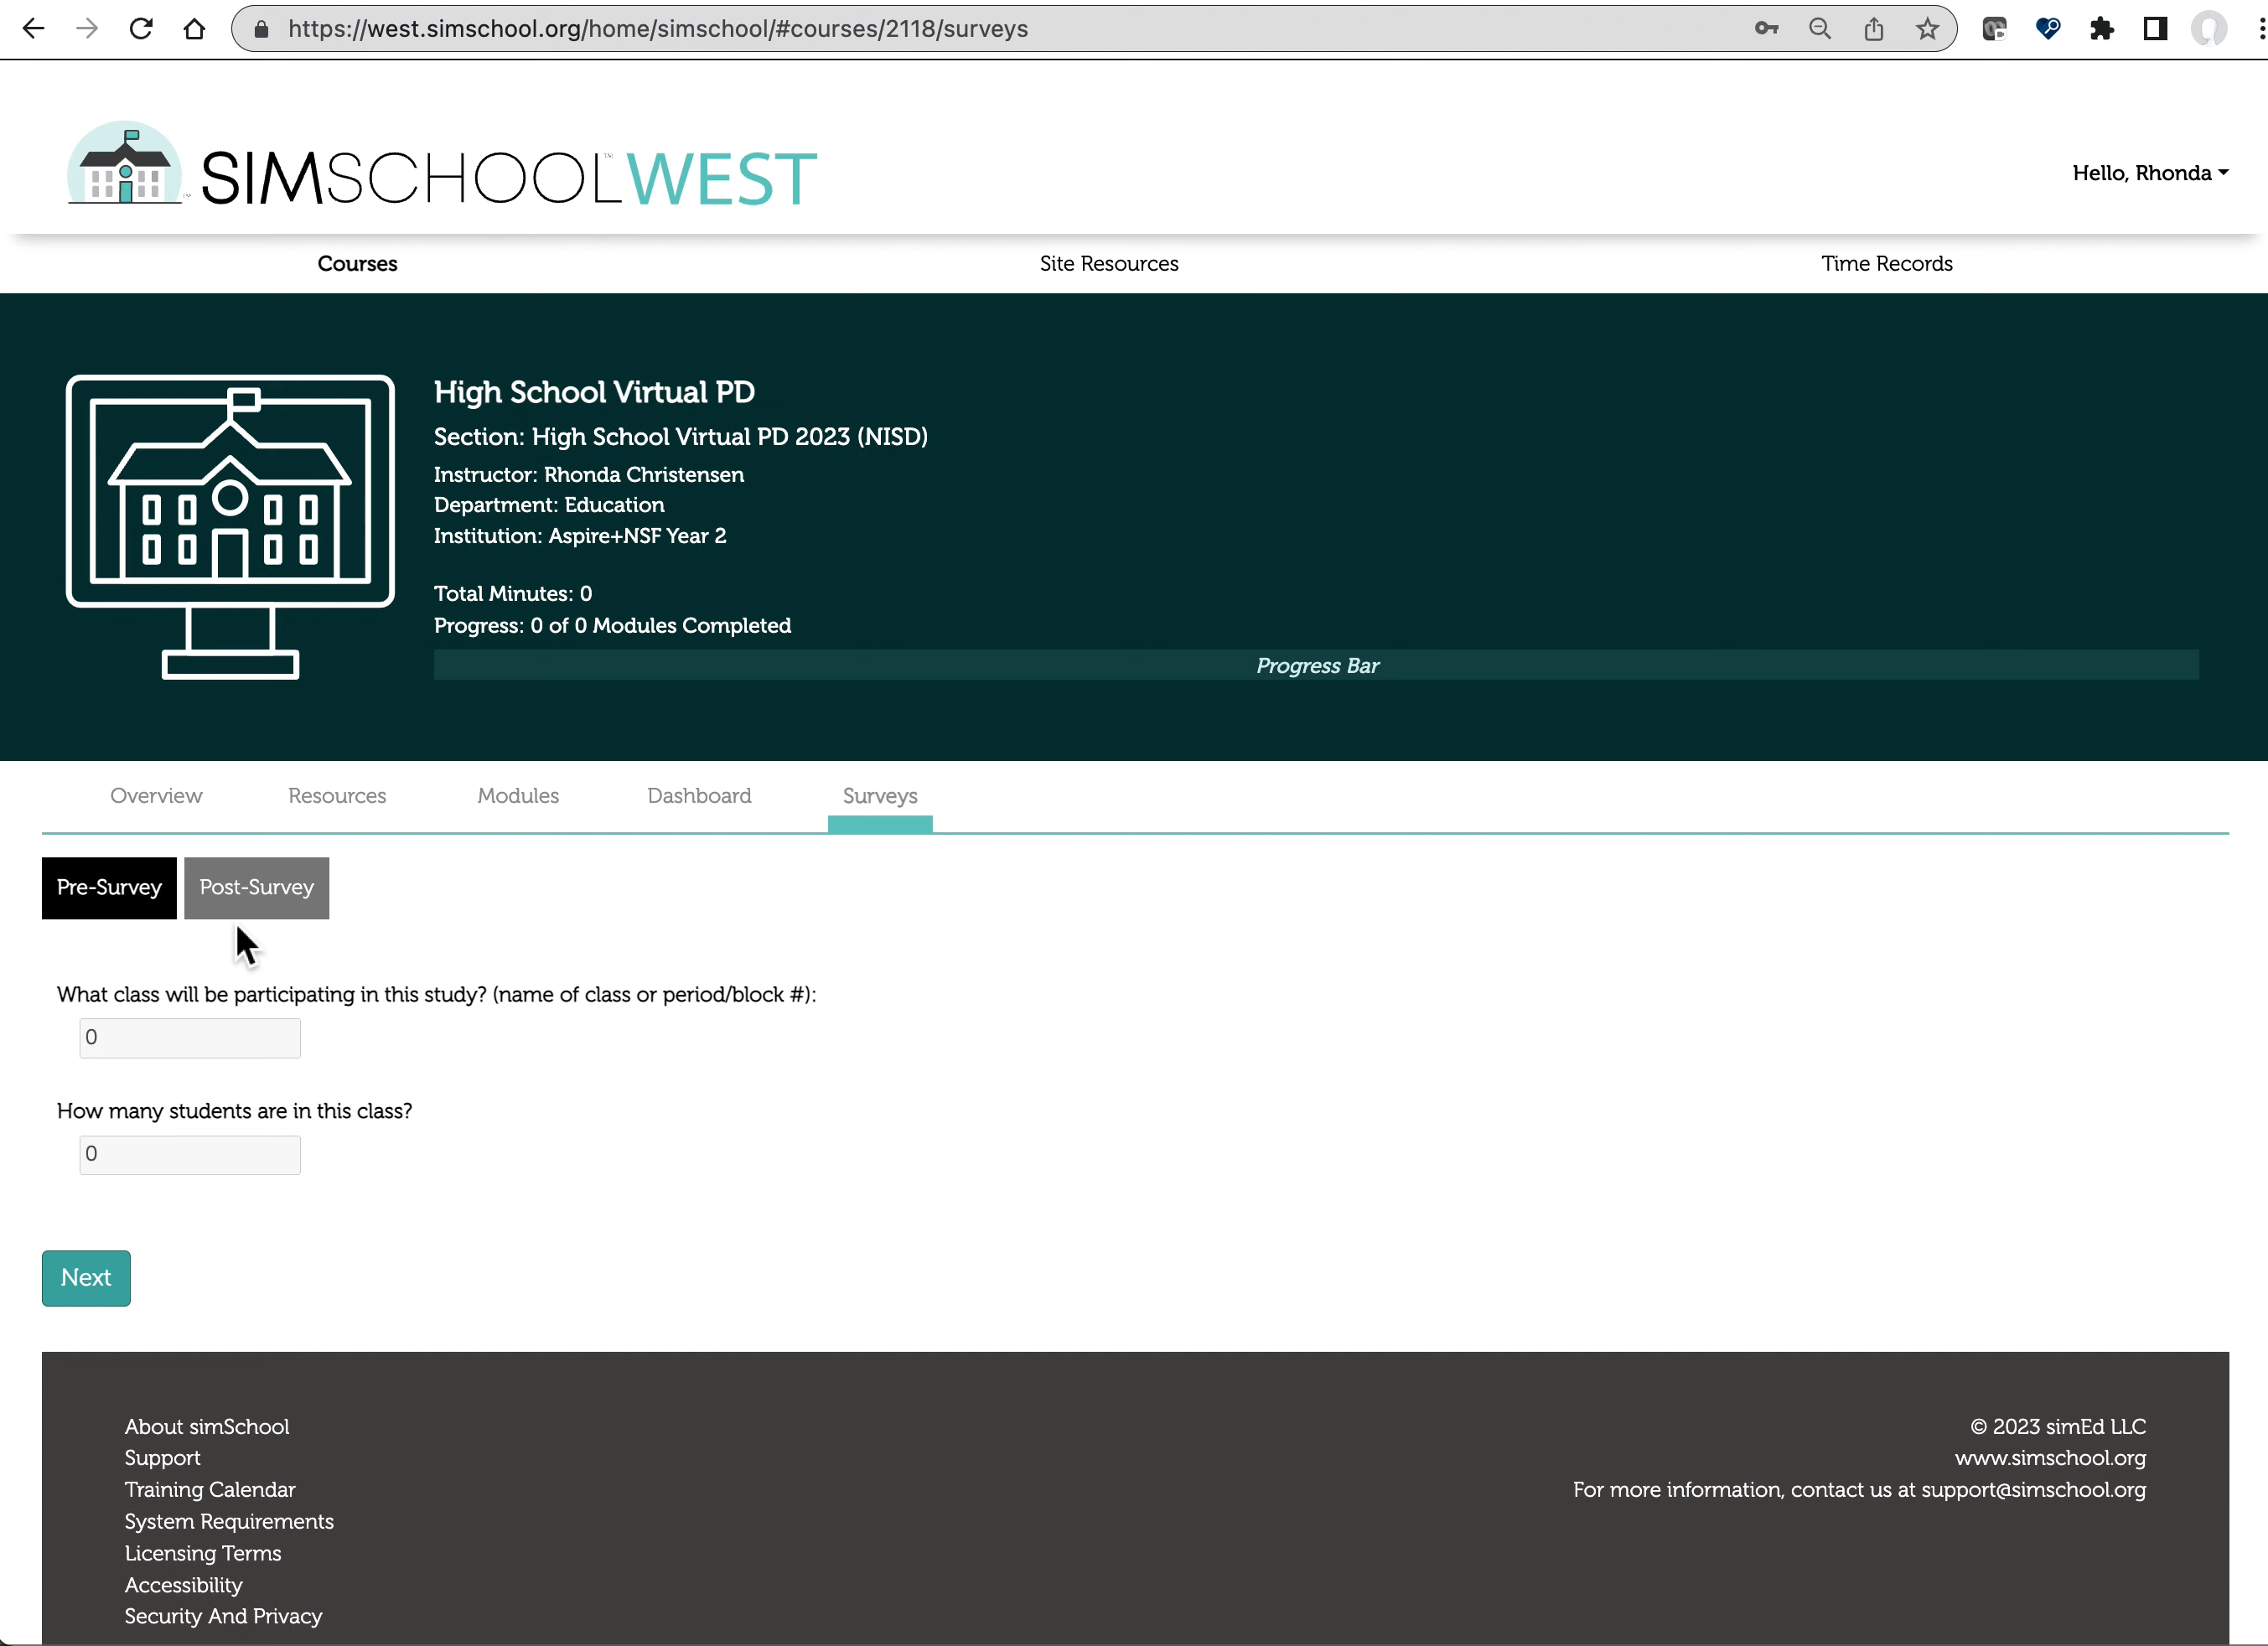 https://west.simschool.org/home/simschool/#courses/2118/surveys
SIMSCHOOL™WEST
Hello, Rhonda
Courses
Site Resources
Time Records
High School Virtual PD
Section: High School Virtual PD 2023 (NISD)
Instructor: Rhonda Christensen
Department: Education
Institution: Aspire+NSF Year 2
Total Minutes: 0
Progress: 0 of 0 Modules Completed
Progress Bar
Overview
Resources
Modules
Dashboard
Surveys
Pre-Survey
Post-Survey
What class will be participating in this study? (name of class or period/block #):
0
How many students are in this class?
0
Next
About simSchool
Support
Training Calendar
System Requirements
Licensing Terms
Accessibility
Security And Privacy
© 2023 simEd LLC
www.simschool.org
For more information, contact us at support@simschool.org